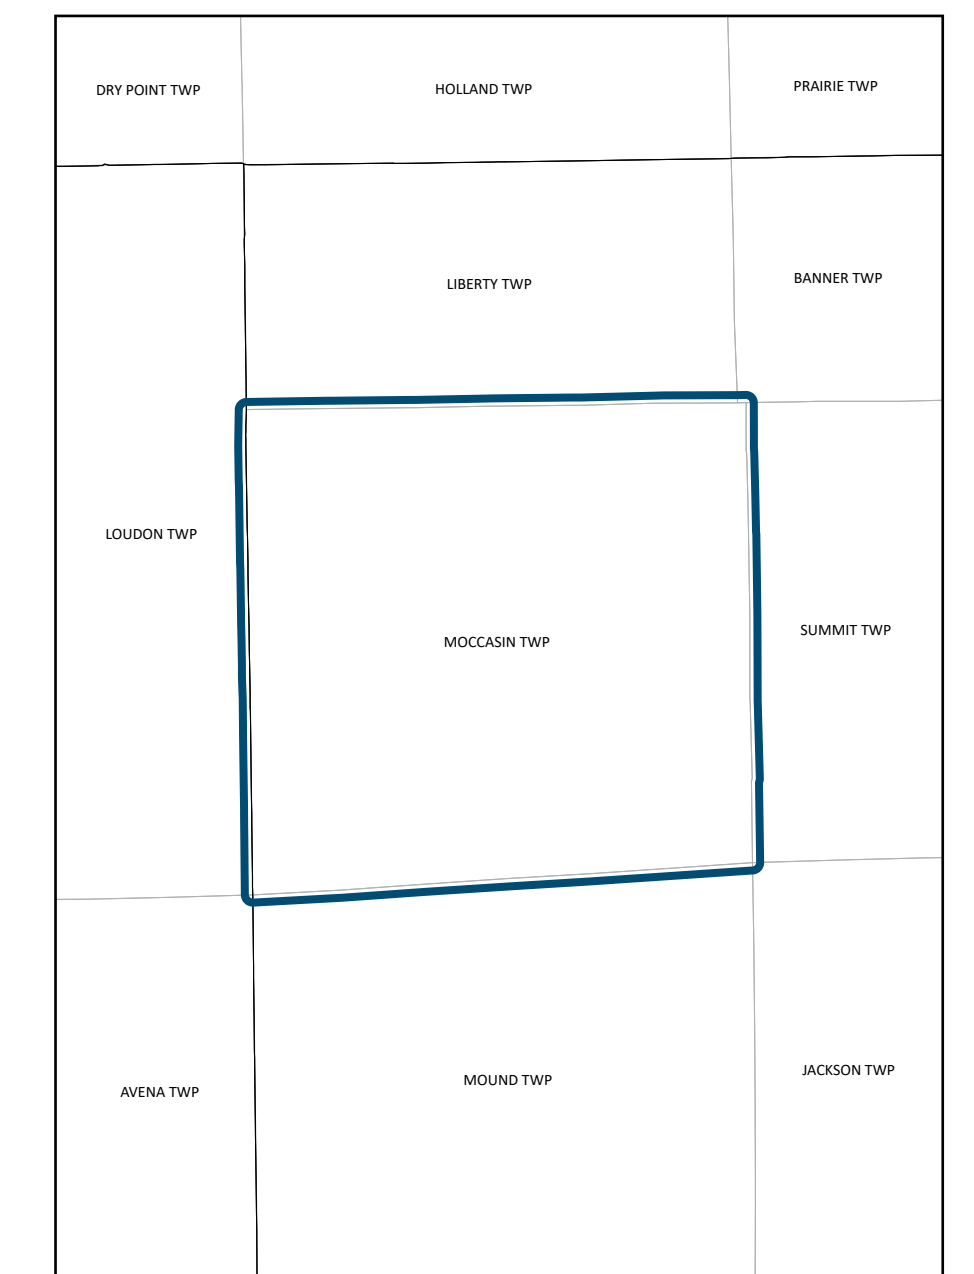 DRY POINT TWP
HOLLAND TWP
PRAIRIE TWP
LIBERTY TWP
BANNER TWP
LOUDON TWP
MOCCASIN TWP
SUMMIT TWP
AVENA TWP
MOUND TWP
JACKSON TWP